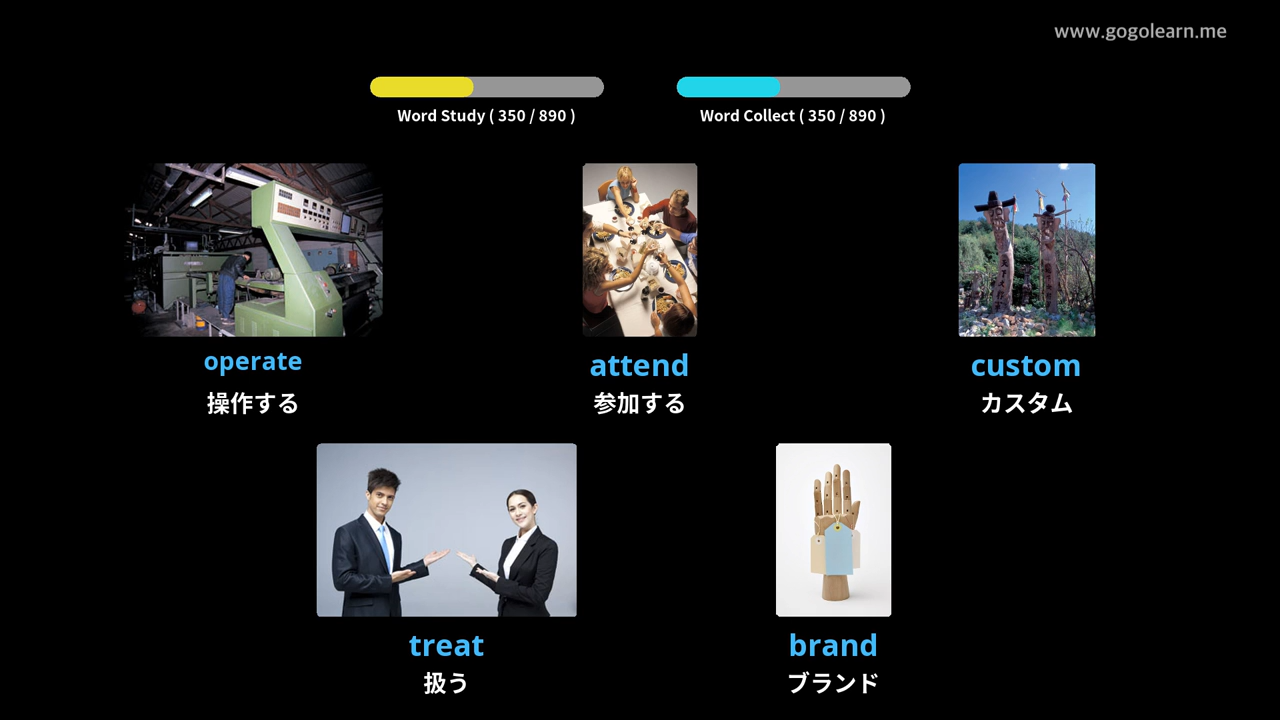 www.gogolearn.me
Word Study ( 350 / 890 )
Word Collect ( 350 / 890 )
operate
操作する
attend
参加する
custom
カスタム
treat
扱う
brand
ブランド